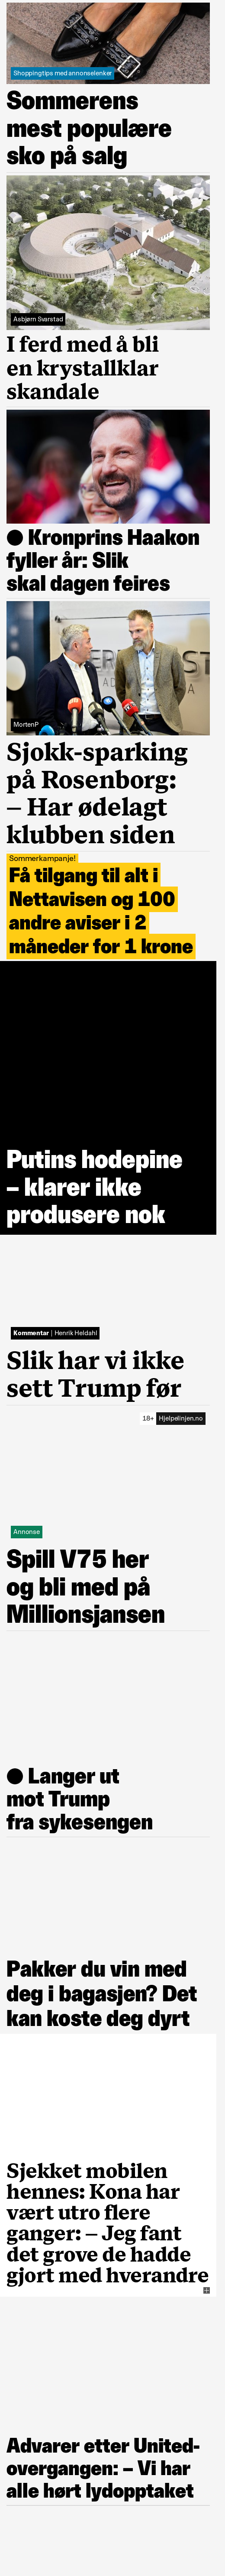 Shoppingtips med annonselenker
Sommerens
mest populære
sko på salg
Asbjørn Svarstad
I ferd med å bli
en krystallklar
skandale
● Kronprins Haakon
fyller år: Slik
skal dagen feires
MortenP
Sjokk-sparking
på Rosenborg:
– Har ødelagt
klubben siden
Sommerkampanje!
Få tilgang til alt i
Nettavisen og 100
andre aviser i 2
måneder for 1 krone
Putins hodepine
– klarer ikke
produsere nok
Kommentar | Henrik Heldahl
Slik har vi ikke
sett Trump før
18+ Hjelpelinjen.no
Annonse
Spill V75 her
og bli med på
Millionsjansen
● Langer ut
mot Trump
fra sykesengen
Pakker du vin med
deg i bagasjen? Det
kan koste deg dyrt
Sjekket mobilen
hennes: Kona har
vært utro flere
ganger: – Jeg fant
det grove de hadde
gjort med hverandre
Advarer etter United-
overgangen: – Vi har
alle hørt lydopptaket